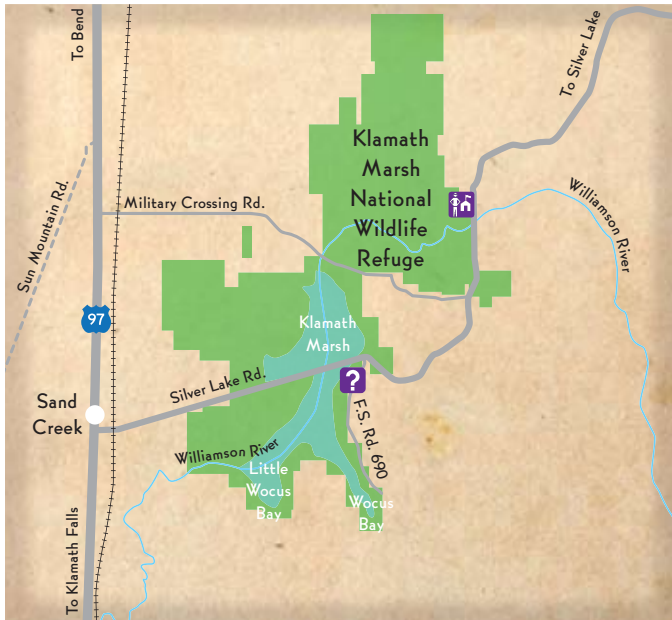 To Bend
To Silver Lake
Klamath
Marsh
National
Wildlife
Refuge
Military Crossing Rd.
Williamson River
Sun Mountain Rd.
97
Klamath
Marsh
Silver Lake Rd.
?
Sand
Creek
F.S. Rd. 690
Williamson River
Little
Wocus
Bay
Wocus
Bay
To Klamath Falls